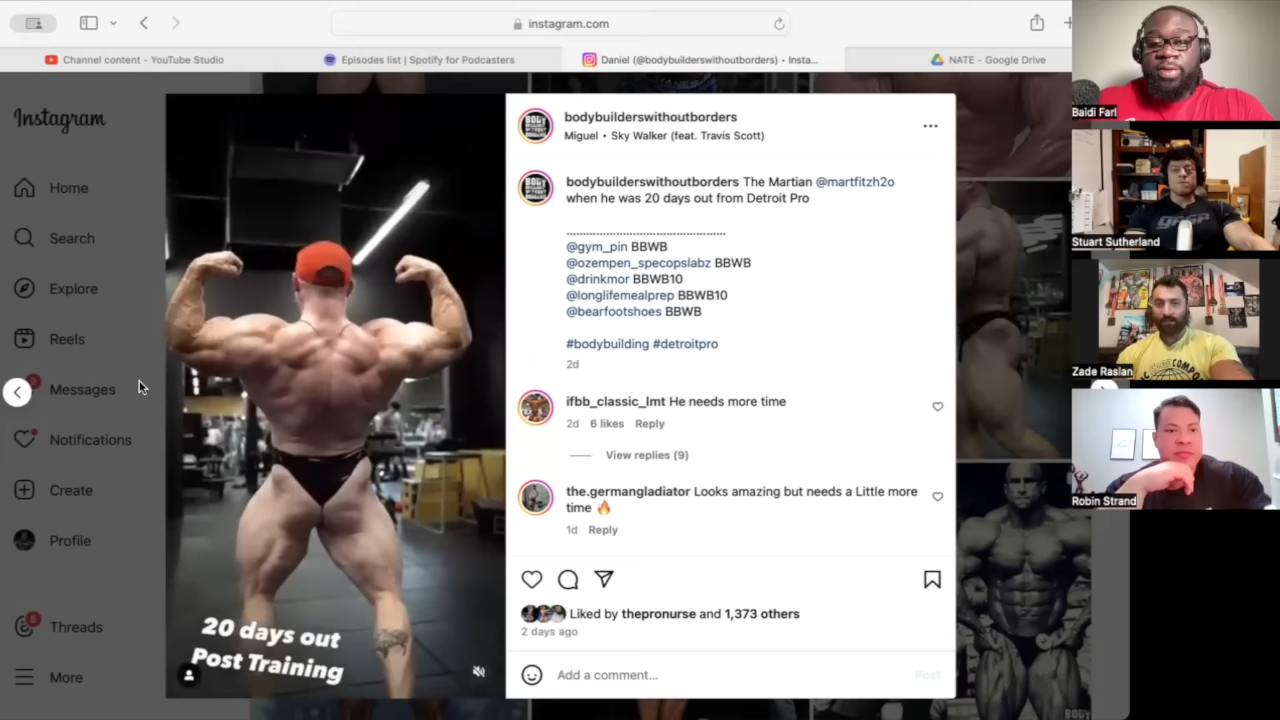 instagram.com
Channel content - YouTube Studio
Episodes list | Spotify for Podcasters
Daniel (@bodybuilderswithoutborders) • Insta...
NATE - Google Drive
Instagram
Home
Search
Explore
Reels
Messages
Notifications
Create
Profile
Threads
More
20 days out
Post Training
bodybuilderswithoutborders
Miguel • Sky Walker (feat. Travis Scott)
bodybuilderswithoutborders The Martian @martfitzh2o
when he was 20 days out from Detroit Pro
@gym_pin BBWB
@ozempen_specopslabz BBWB
@drinkmor BBWB10
@longlifemealprep BBWB10
@bearfootshoes BBWB
#bodybuilding #detroitpro
2d
ifbb_classic_lmt He needs more time
2d 6 likes Reply
View replies (9)
the.germangladiator Looks amazing but needs a Little more
time 🔥
1d Reply
Liked by thepronurse and 1,373 others
2 days ago
Add a comment...
Post
Baidi Farl
Stuart Sutherland
Zade Raslan
Robin Strand